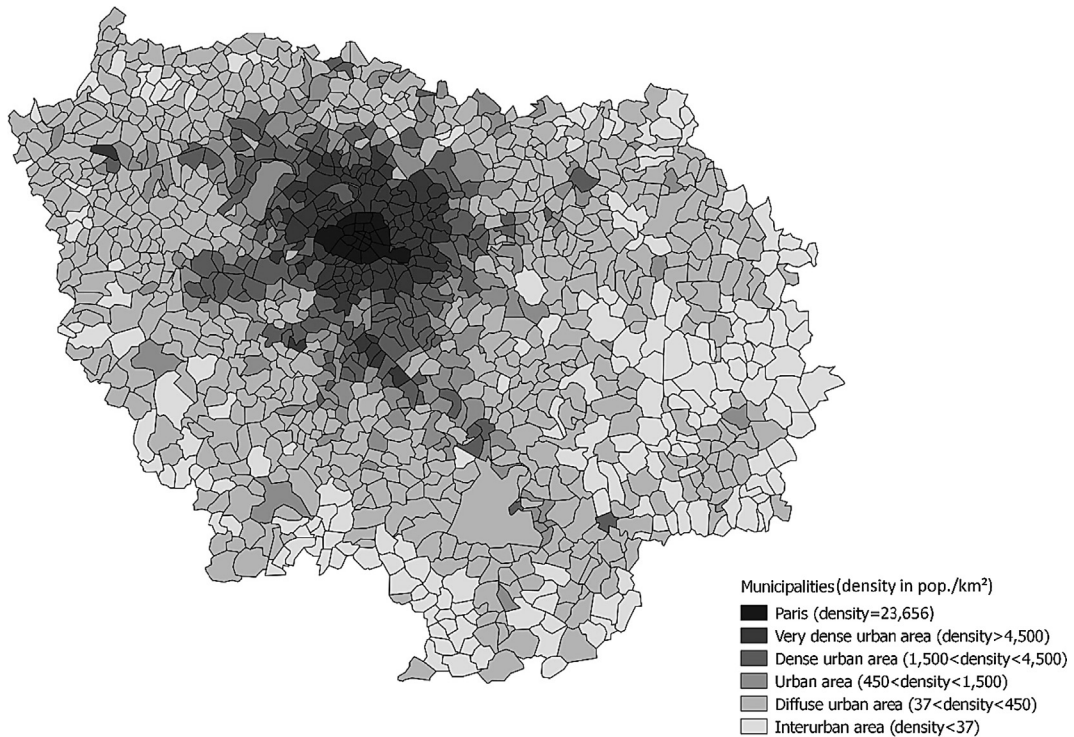 Municipalities (density in pop./km²)
Paris (density=23,656)
Very dense urban area (density>4,500)
Dense urban area (1,500<density<4,500)
Urban area (450<density<1,500)
Diffuse urban area (37<density<450)
Interurban area (density<37)